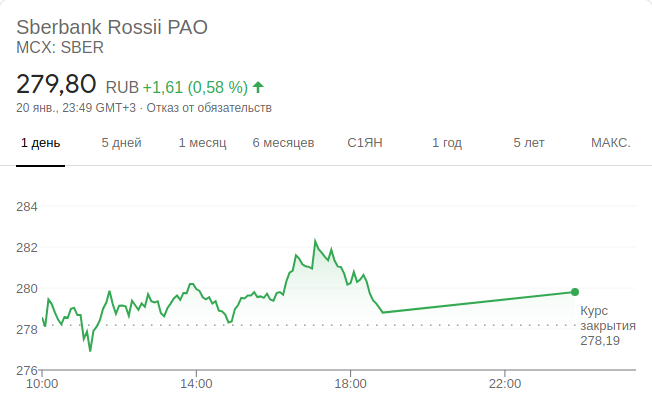 Sberbank Rossii PAO
MCX: SBER
279,80 RUB +1,61 (0,58 %)
20 янв., 23:49 GMT+3 · Отказ от обязательств
1 день 5 дней 1 месяц 6 месяцев С1ЯН 1 год 5 лет МАКС.
284
282
280
278
276
Курс
закрытия
278,19
10:00 14:00 18:00 22:00